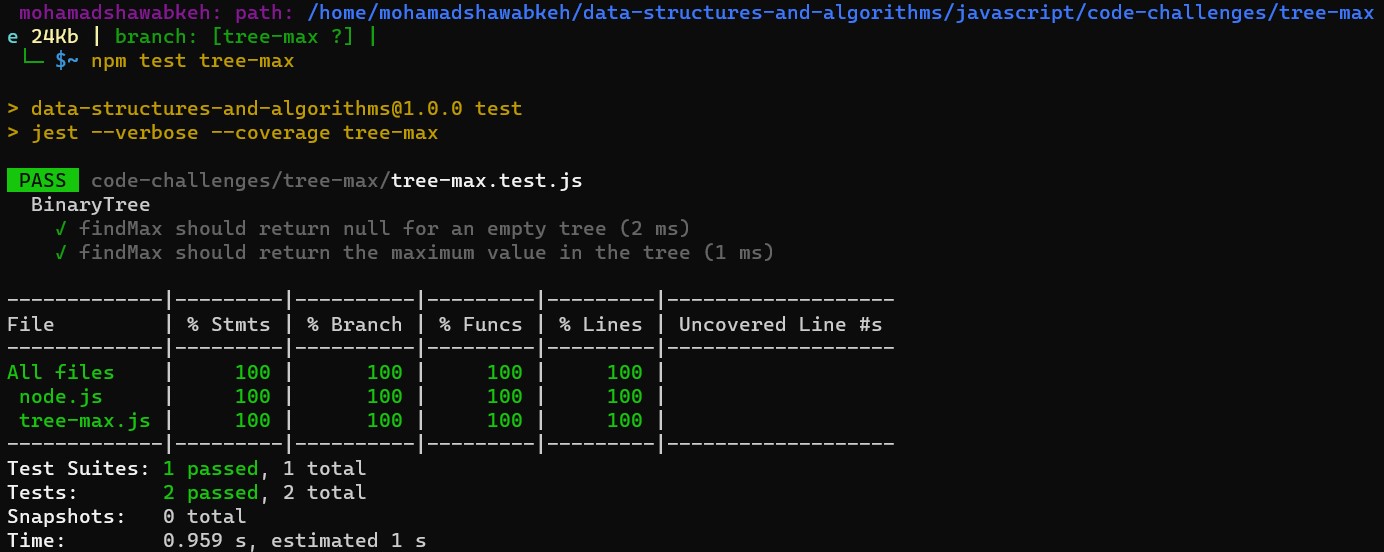 mohamadshawabkeh: path: /home/mohamadshawabkeh/data-structures-and-algorithms/javascript/code-challenges/tree-max
e 24Kb | branch: [tree-max ?] |
└─ $~ npm test tree-max
> data-structures-and-algorithms@1.0.0 test
> jest --verbose --coverage tree-max
PASS code-challenges/tree-max/tree-max.test.js
BinaryTree
√ findMax should return null for an empty tree (2 ms)
√ findMax should return the maximum value in the tree (1 ms)
-------------|---------|----------|---------|---------|-------------------
File | % Stmts | % Branch | % Funcs | % Lines | Uncovered Line #s
-------------|---------|----------|---------|---------|-------------------
All files | 100 | 100 | 100 | 100 |
node.js | 100 | 100 | 100 | 100 |
tree-max.js | 100 | 100 | 100 | 100 |
-------------|---------|----------|---------|---------|-------------------
Test Suites: 1 passed, 1 total
Tests: 2 passed, 2 total
Snapshots: 0 total
Time: 0.959 s, estimated 1 s